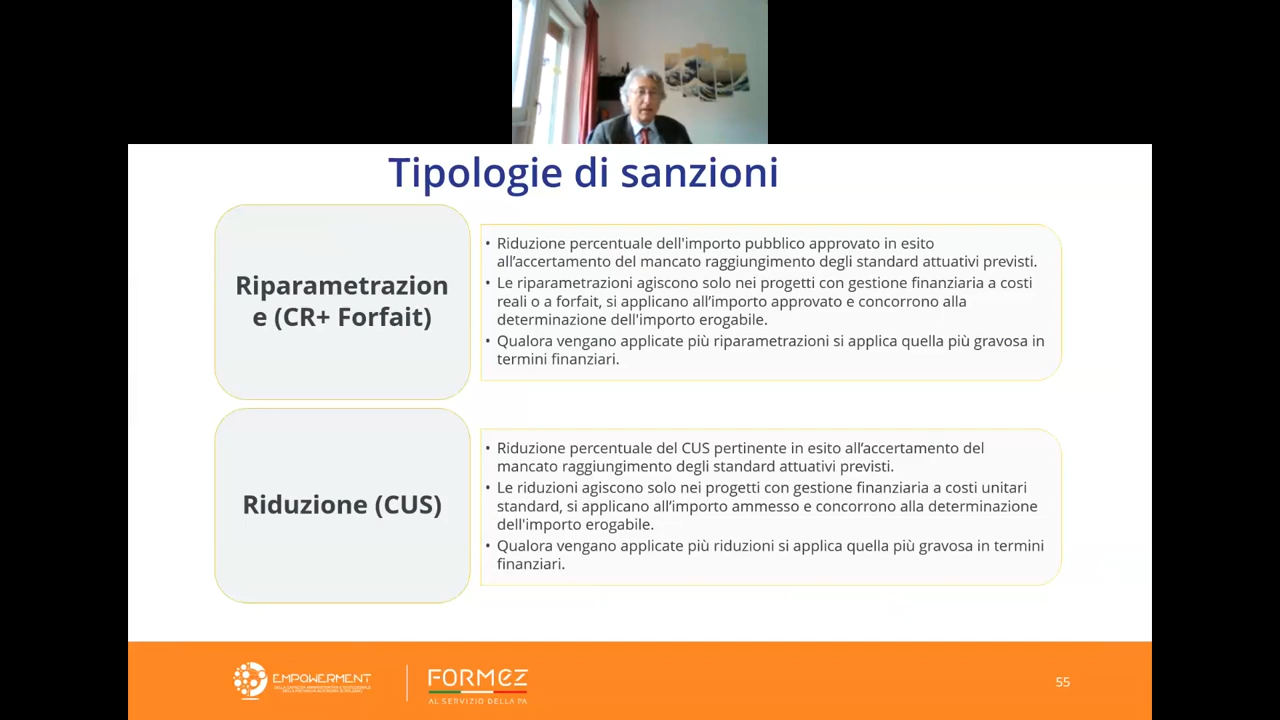 Tipologie di sanzioni
Riparametrazion
e (CR+ Forfait)
• Riduzione percentuale dell'importo pubblico approvato in esito
all’accertamento del mancato raggiungimento degli standard attuativi previsti.
• Le riparametrazioni agiscono solo nei progetti con gestione finanziaria a costi
reali o a forfait, si applicano all’importo approvato e concorrono alla
determinazione dell'importo erogabile.
• Qualora vengano applicate più riparametrazioni si applica quella più gravosa in
termini finanziari.
Riduzione (CUS)
• Riduzione percentuale del CUS pertinente in esito all’accertamento del
mancato raggiungimento degli standard attuativi previsti.
• Le riduzioni agiscono solo nei progetti con gestione finanziaria a costi unitari
standard, si applicano all’importo ammesso e concorrono alla determinazione
dell'importo erogabile.
• Qualora vengano applicate più riduzioni si applica quella più gravosa in termini
finanziari.
EMPOWERMENT
FORMEZ
AL SERVIZIO DELLA PA
55